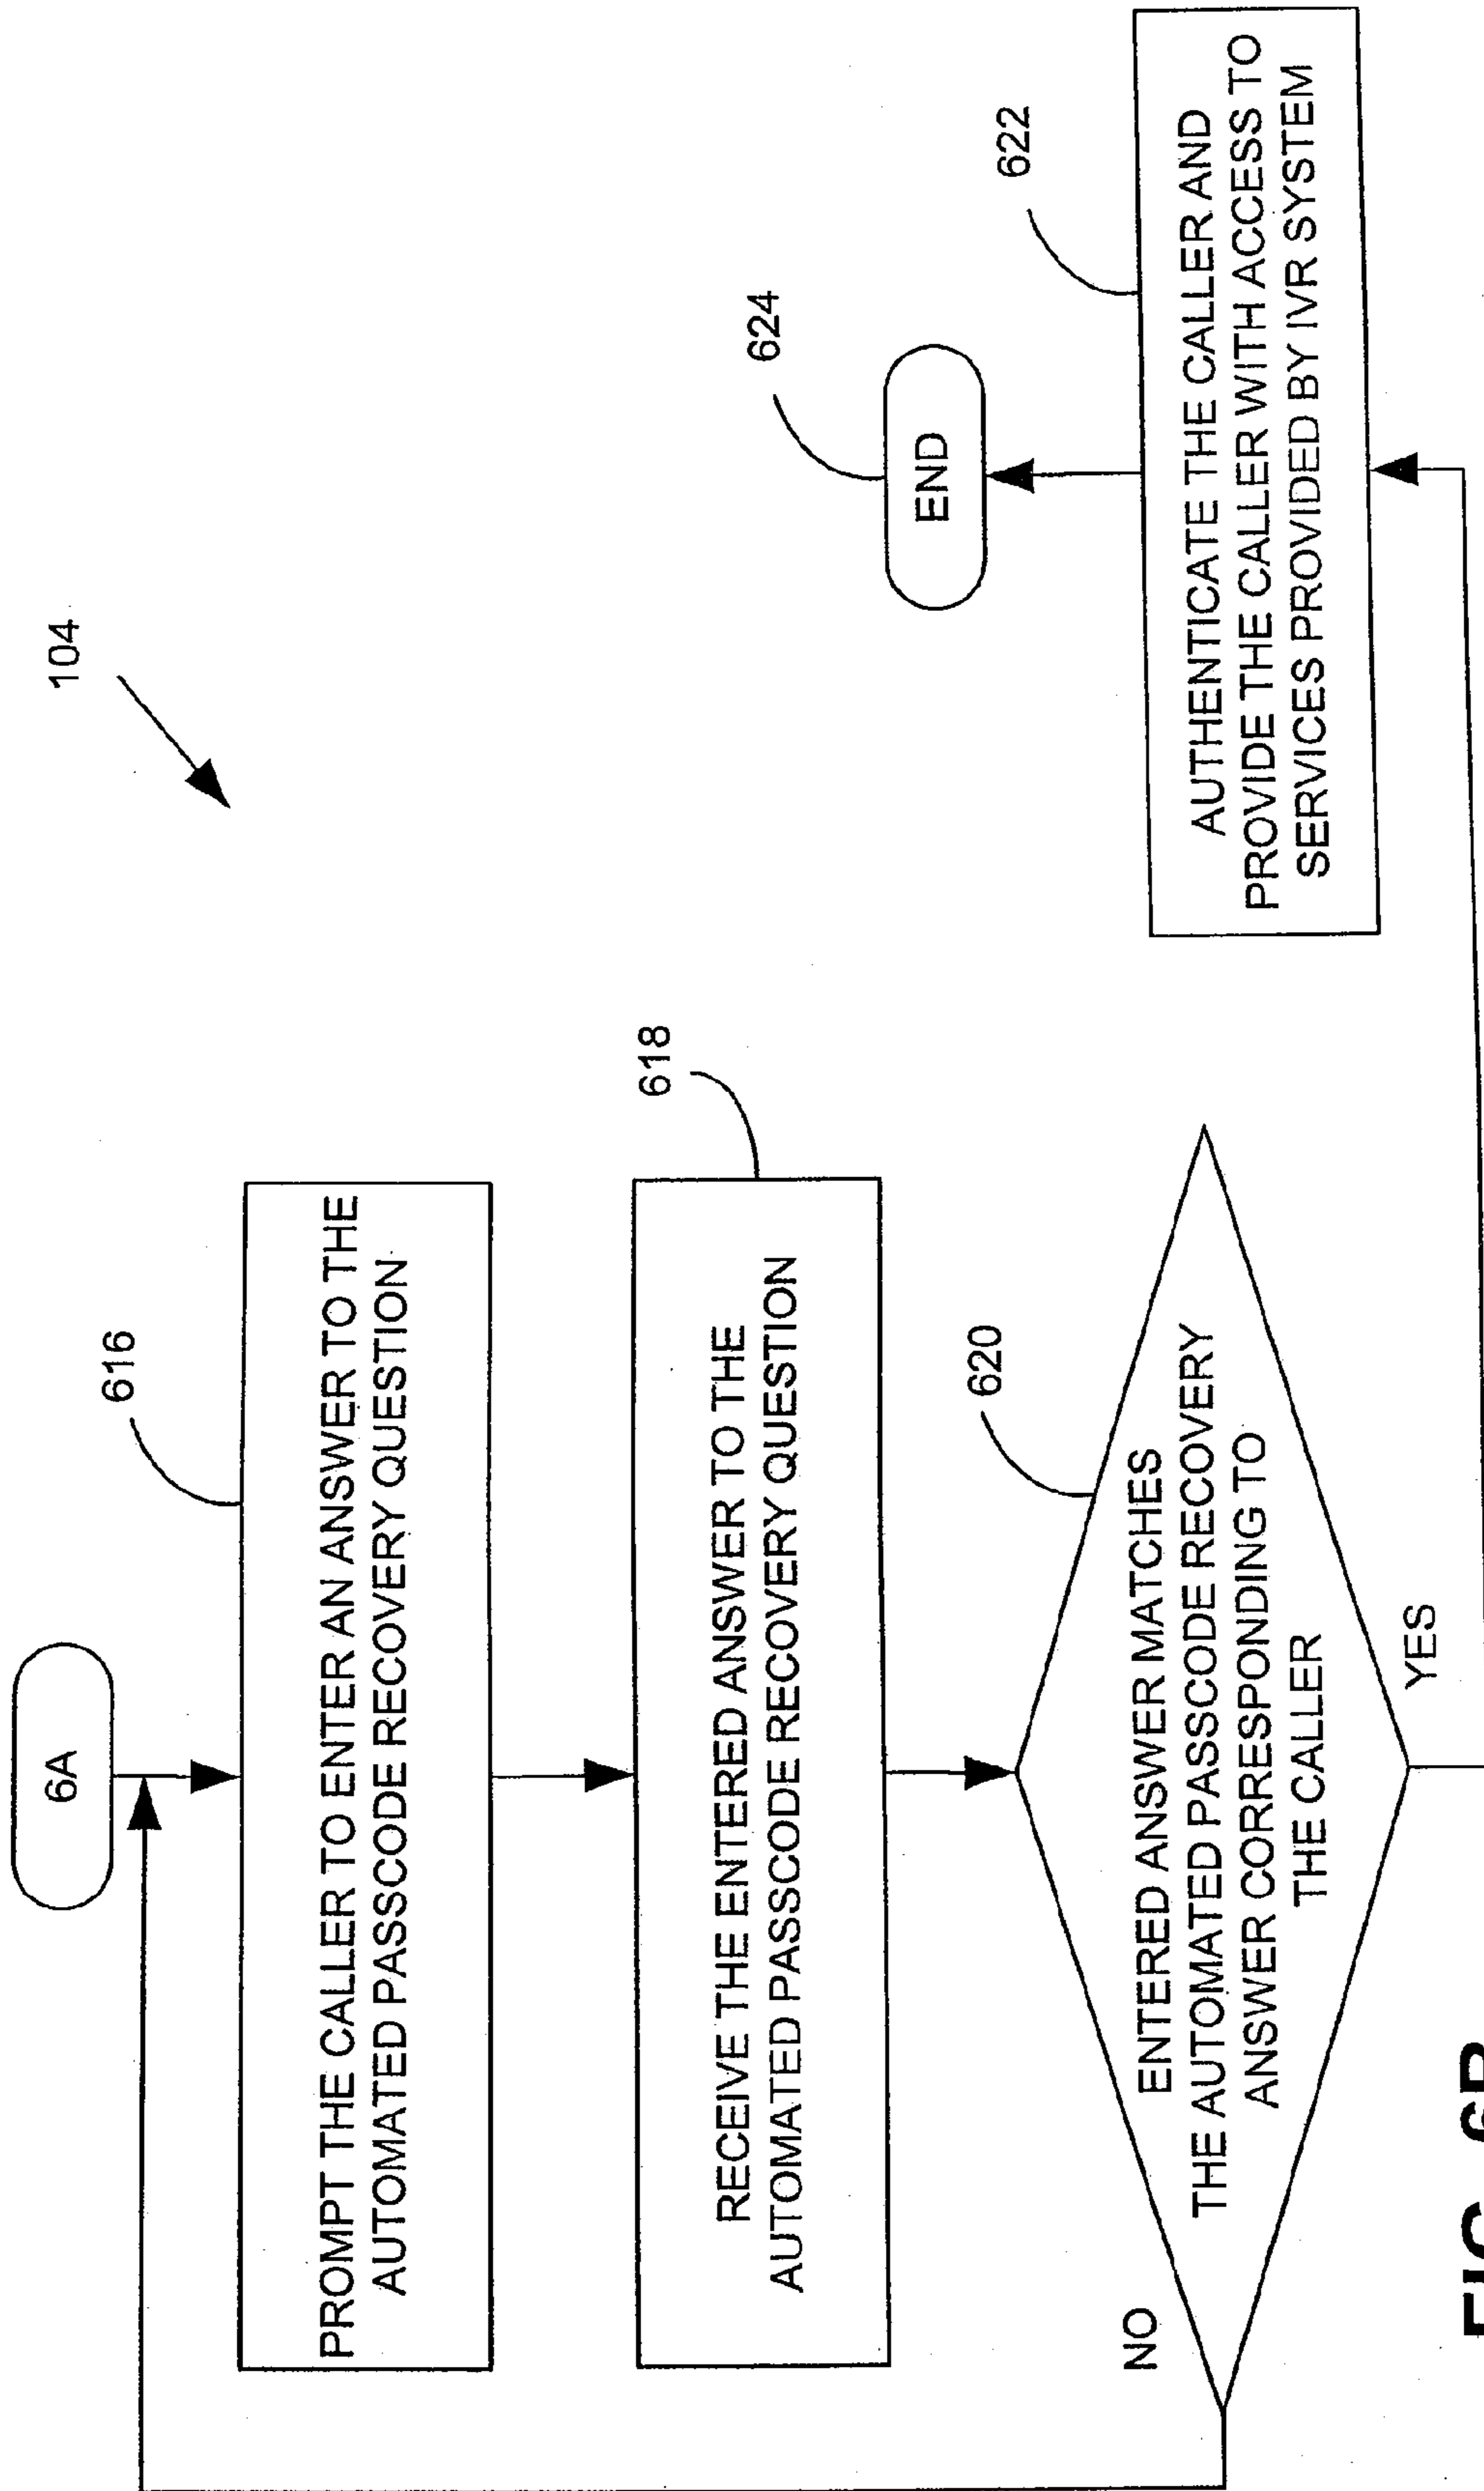 104
6A
616
PROMPT THE CALLER TO ENTER AN ANSWER TO THE
AUTOMATED PASSCODE RECOVERY QUESTION
618
RECEIVE THE ENTERED ANSWER TO THE
AUTOMATED PASSCODE RECOVERY QUESTION
620
ENTERED ANSWER MATCHES
THE AUTOMATED PASSCODE RECOVERY
ANSWER CORRESPONDING TO
THE CALLER
NO
YES
624
END
622
AUTHENTICATE THE CALLER AND
PROVIDE THE CALLER WITH ACCESS TO
SERVICES PROVIDED BY IVR SYSTEM
FIG. 6B